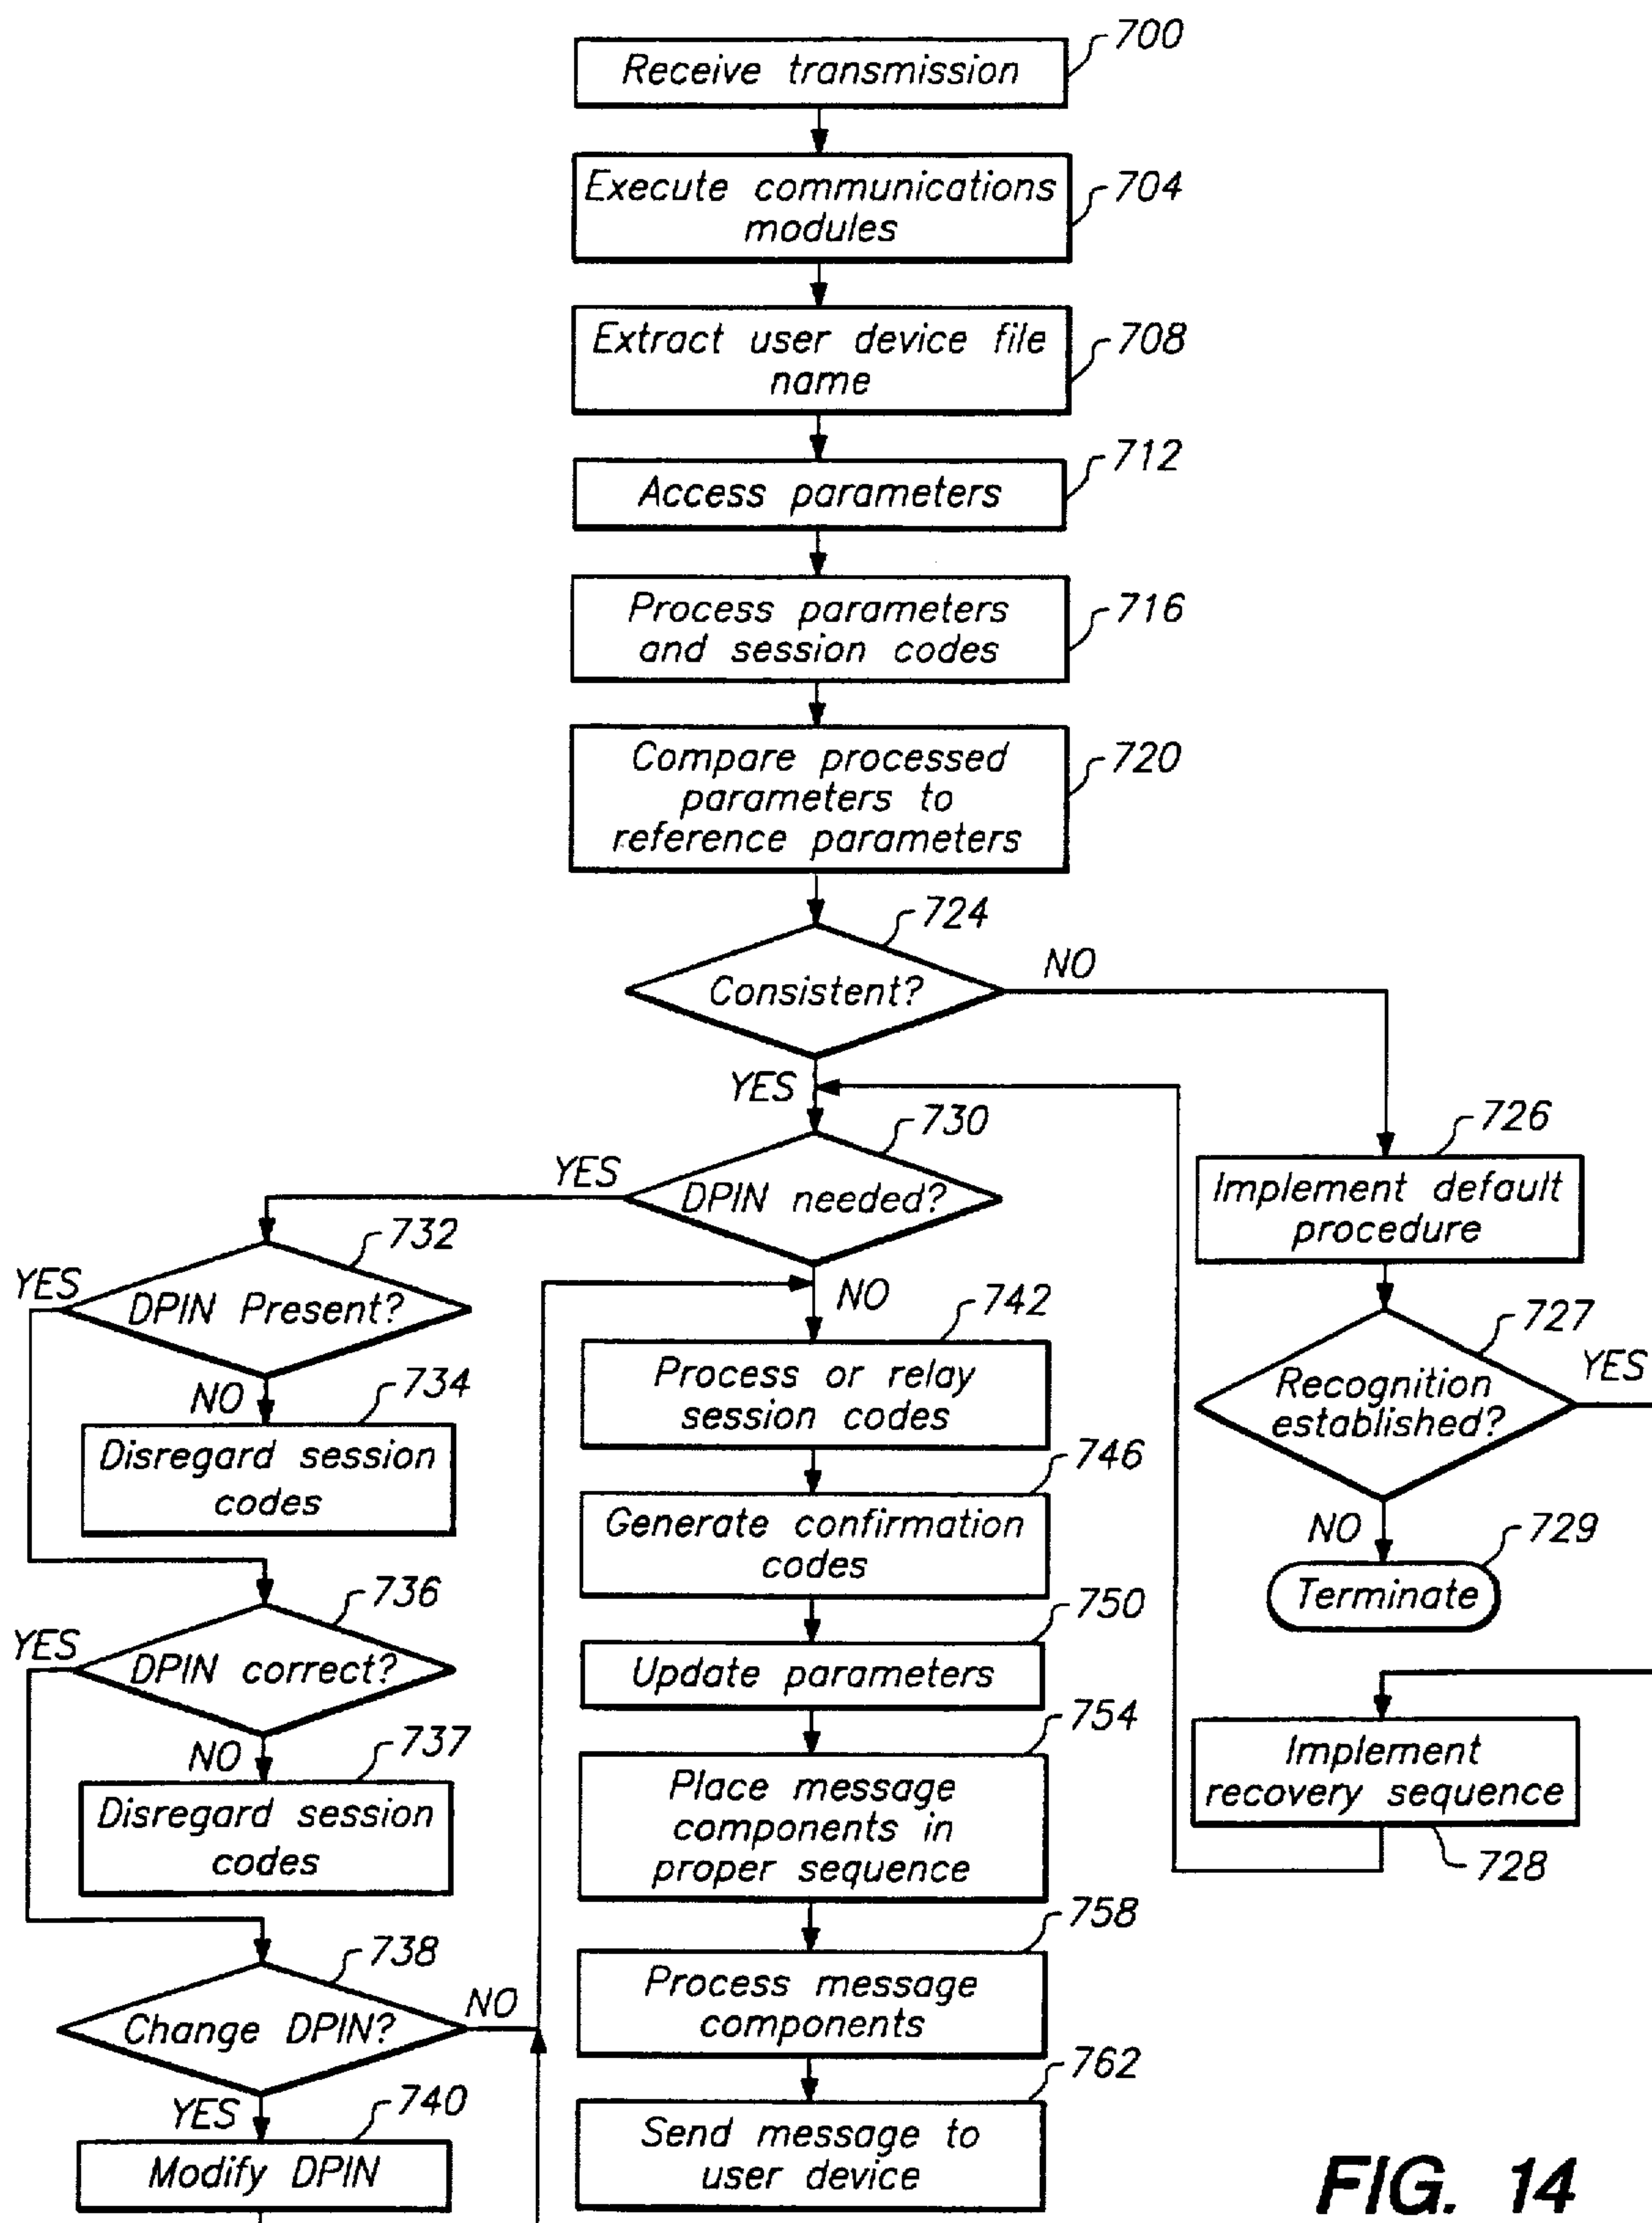 700
Receive transmission
704
Execute communications
modules
708
Extract user device file
name
712
Access parameters
716
Process parameters
and session codes
720
Compare processed
parameters to
reference parameters
724
Consistent?
NO
YES
730
DPIN needed?
YES
NO
726
Implement default
procedure
727
Recognition
established?
YES
NO
729
Terminate
Implement
recovery sequence
728
732
DPIN Present?
YES
NO
734
Disregard session
codes
736
DPIN correct?
YES
NO
737
Disregard session
codes
738
Change DPIN?
NO
YES
740
Modify DPIN
742
Process or relay
session codes
746
Generate confirmation
codes
750
Update parameters
754
Place message
components in
proper sequence
758
Process message
components
762
Send message to
user device
FIG. 14